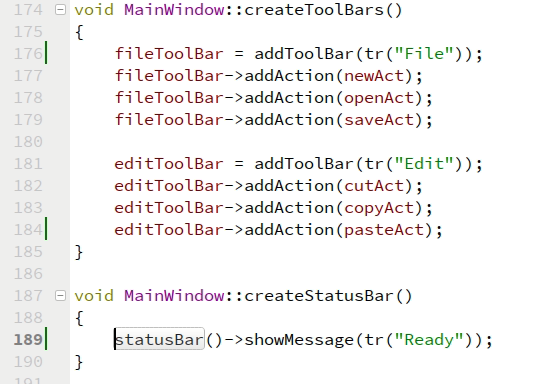 174 void MainWindow::createToolBars()
175 {
176     fileToolBar = addToolBar(tr("File"));
177     fileToolBar->addAction(newAct);
178     fileToolBar->addAction(openAct);
179     fileToolBar->addAction(saveAct);
180
181     editToolBar = addToolBar(tr("Edit"));
182     editToolBar->addAction(cutAct);
183     editToolBar->addAction(copyAct);
184     editToolBar->addAction(pasteAct);
185 }
186
187 void MainWindow::createStatusBar()
188 {
189     statusBar()->showMessage(tr("Ready"));
190 }